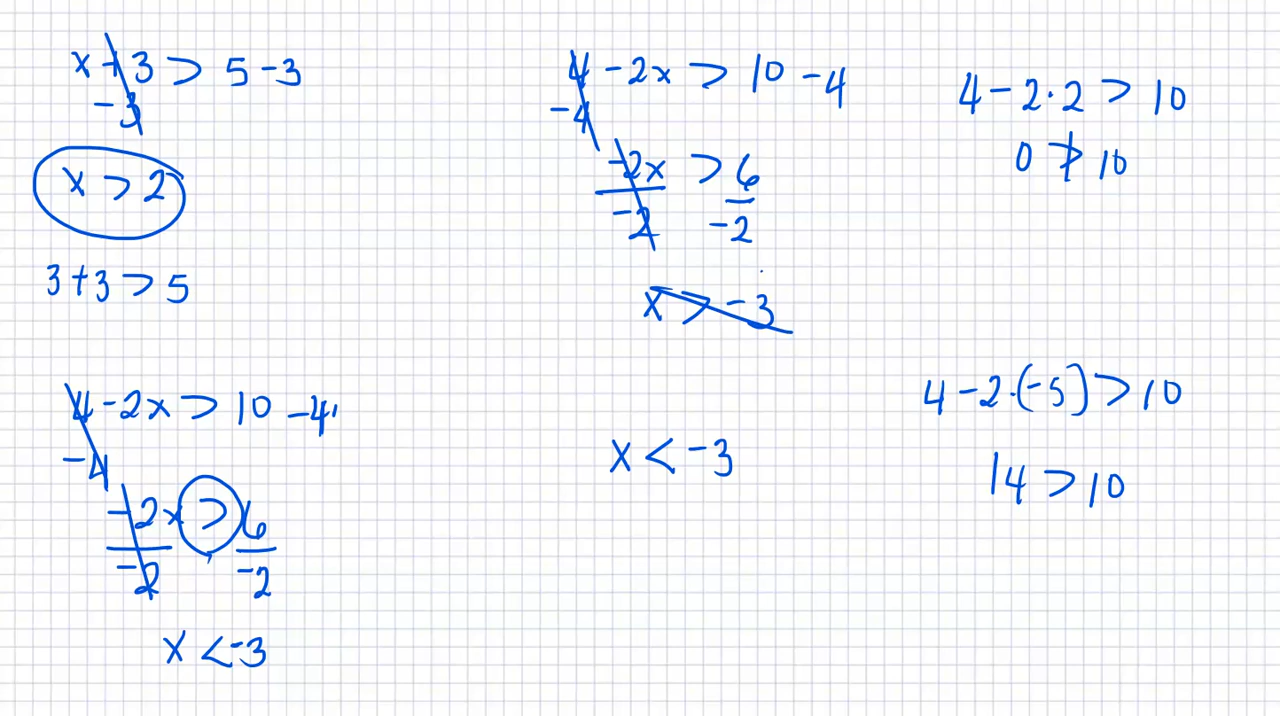 x + 3 > 5 - 3
- 3
x > 2
3 + 3 > 5
4 - 2x > 10 - 4
- 4
-2x > 6
-2 -2
x > -3
4 - 2 · 2 > 10
0 ≯ 10
4 - 2x > 10 - 4
- 4
-2x > 6
-2 -2
x < -3
x < -3
4 - 2 · (-5) > 10
14 > 10